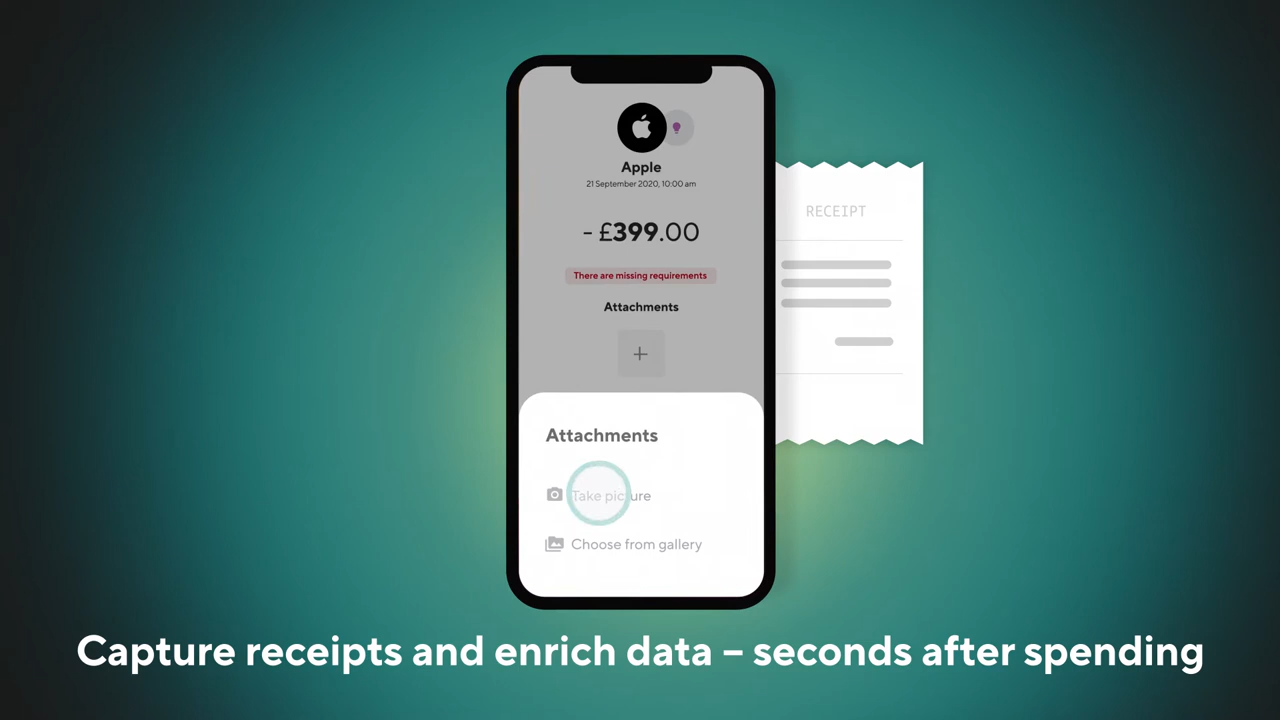 Apple
21 September 2020, 10:00 am
- £399.00
There are missing requirements
Attachments
+
RECEIPT
Attachments
Take picture
Choose from gallery
Capture receipts and enrich data – seconds after spending